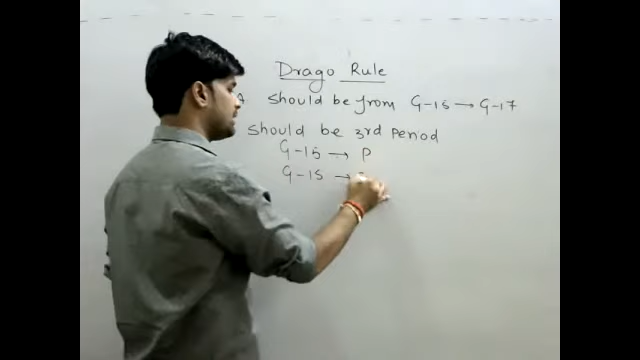 Drago Rule
should be from G-15 → G-17
should be 3rd period
G-15 → P
G-15 →